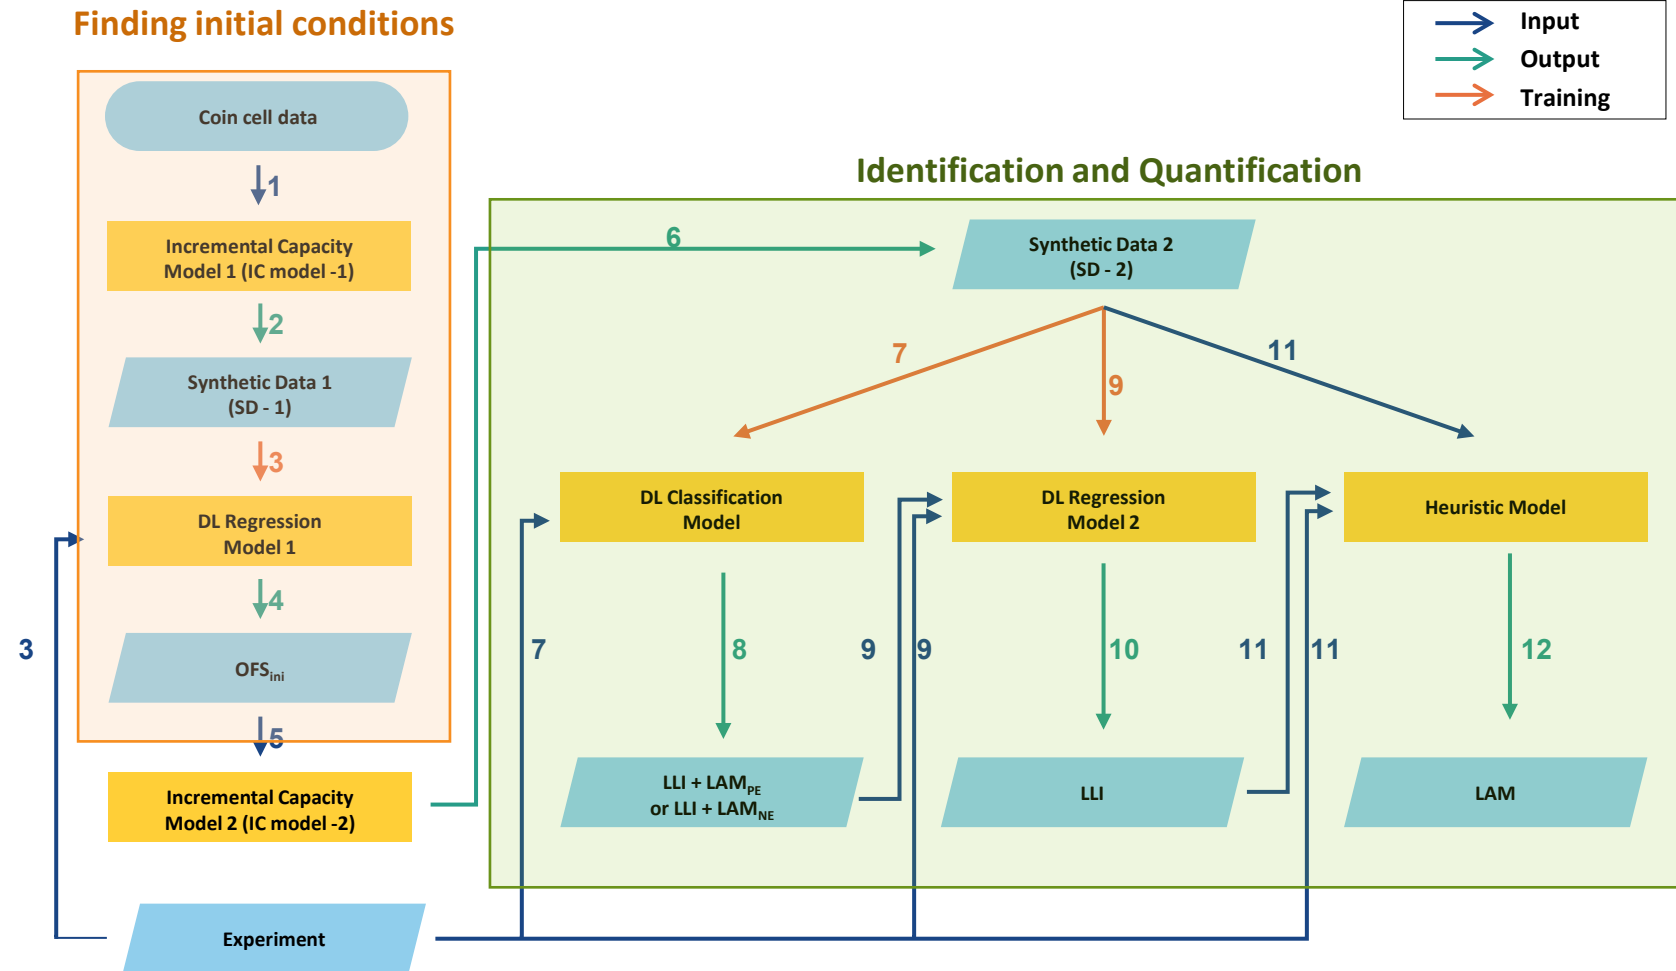 Finding initial conditions
Input
Output
Training
Coin cell data
1
Incremental Capacity
Model 1 (IC model -1)
2
Synthetic Data 1
(SD - 1)
3
DL Regression
Model 1
4
OFSini
5
Incremental Capacity
Model 2 (IC model -2)
3
Experiment
Identification and Quantification
6
Synthetic Data 2
(SD - 2)
7
9
11
DL Classification
Model
DL Regression
Model 2
Heuristic Model
7
8
9
9
10
11
11
12
LLI + LAMPE
or LLI + LAMNE
LLI
LAM